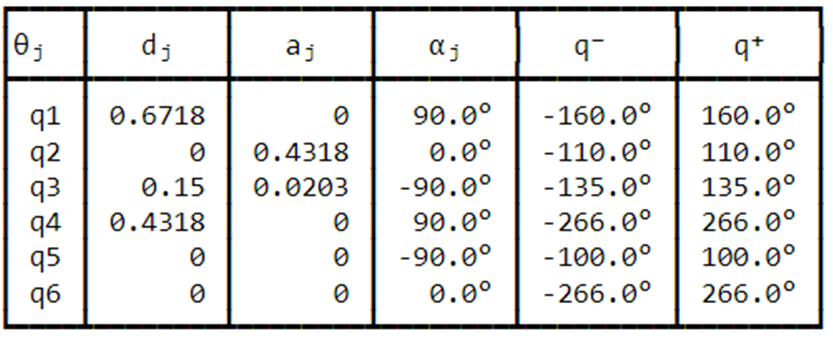 θⱼ dⱼ aⱼ αⱼ q⁻ q⁺
q1 0.6718 0 90.0° -160.0° 160.0°
q2 0 0.4318 0.0° -110.0° 110.0°
q3 0.15 0.0203 -90.0° -135.0° 135.0°
q4 0.4318 0 90.0° -266.0° 266.0°
q5 0 0 -90.0° -100.0° 100.0°
q6 0 0 0.0° -266.0° 266.0°